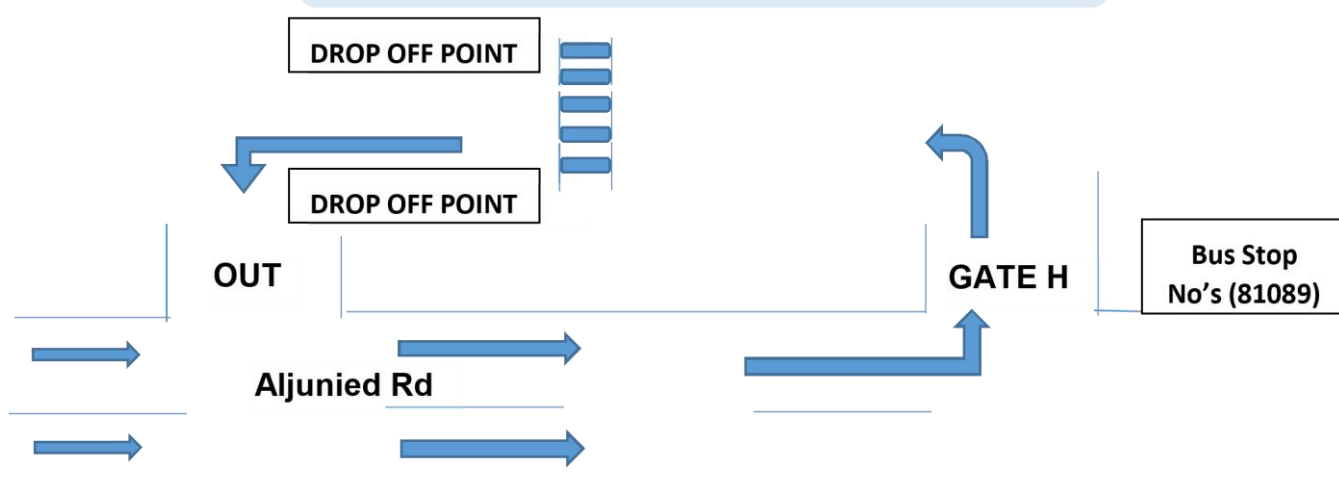 DROP OFF POINT
DROP OFF POINT
OUT
GATE H
Bus Stop
No’s (81089)
Aljunied Rd